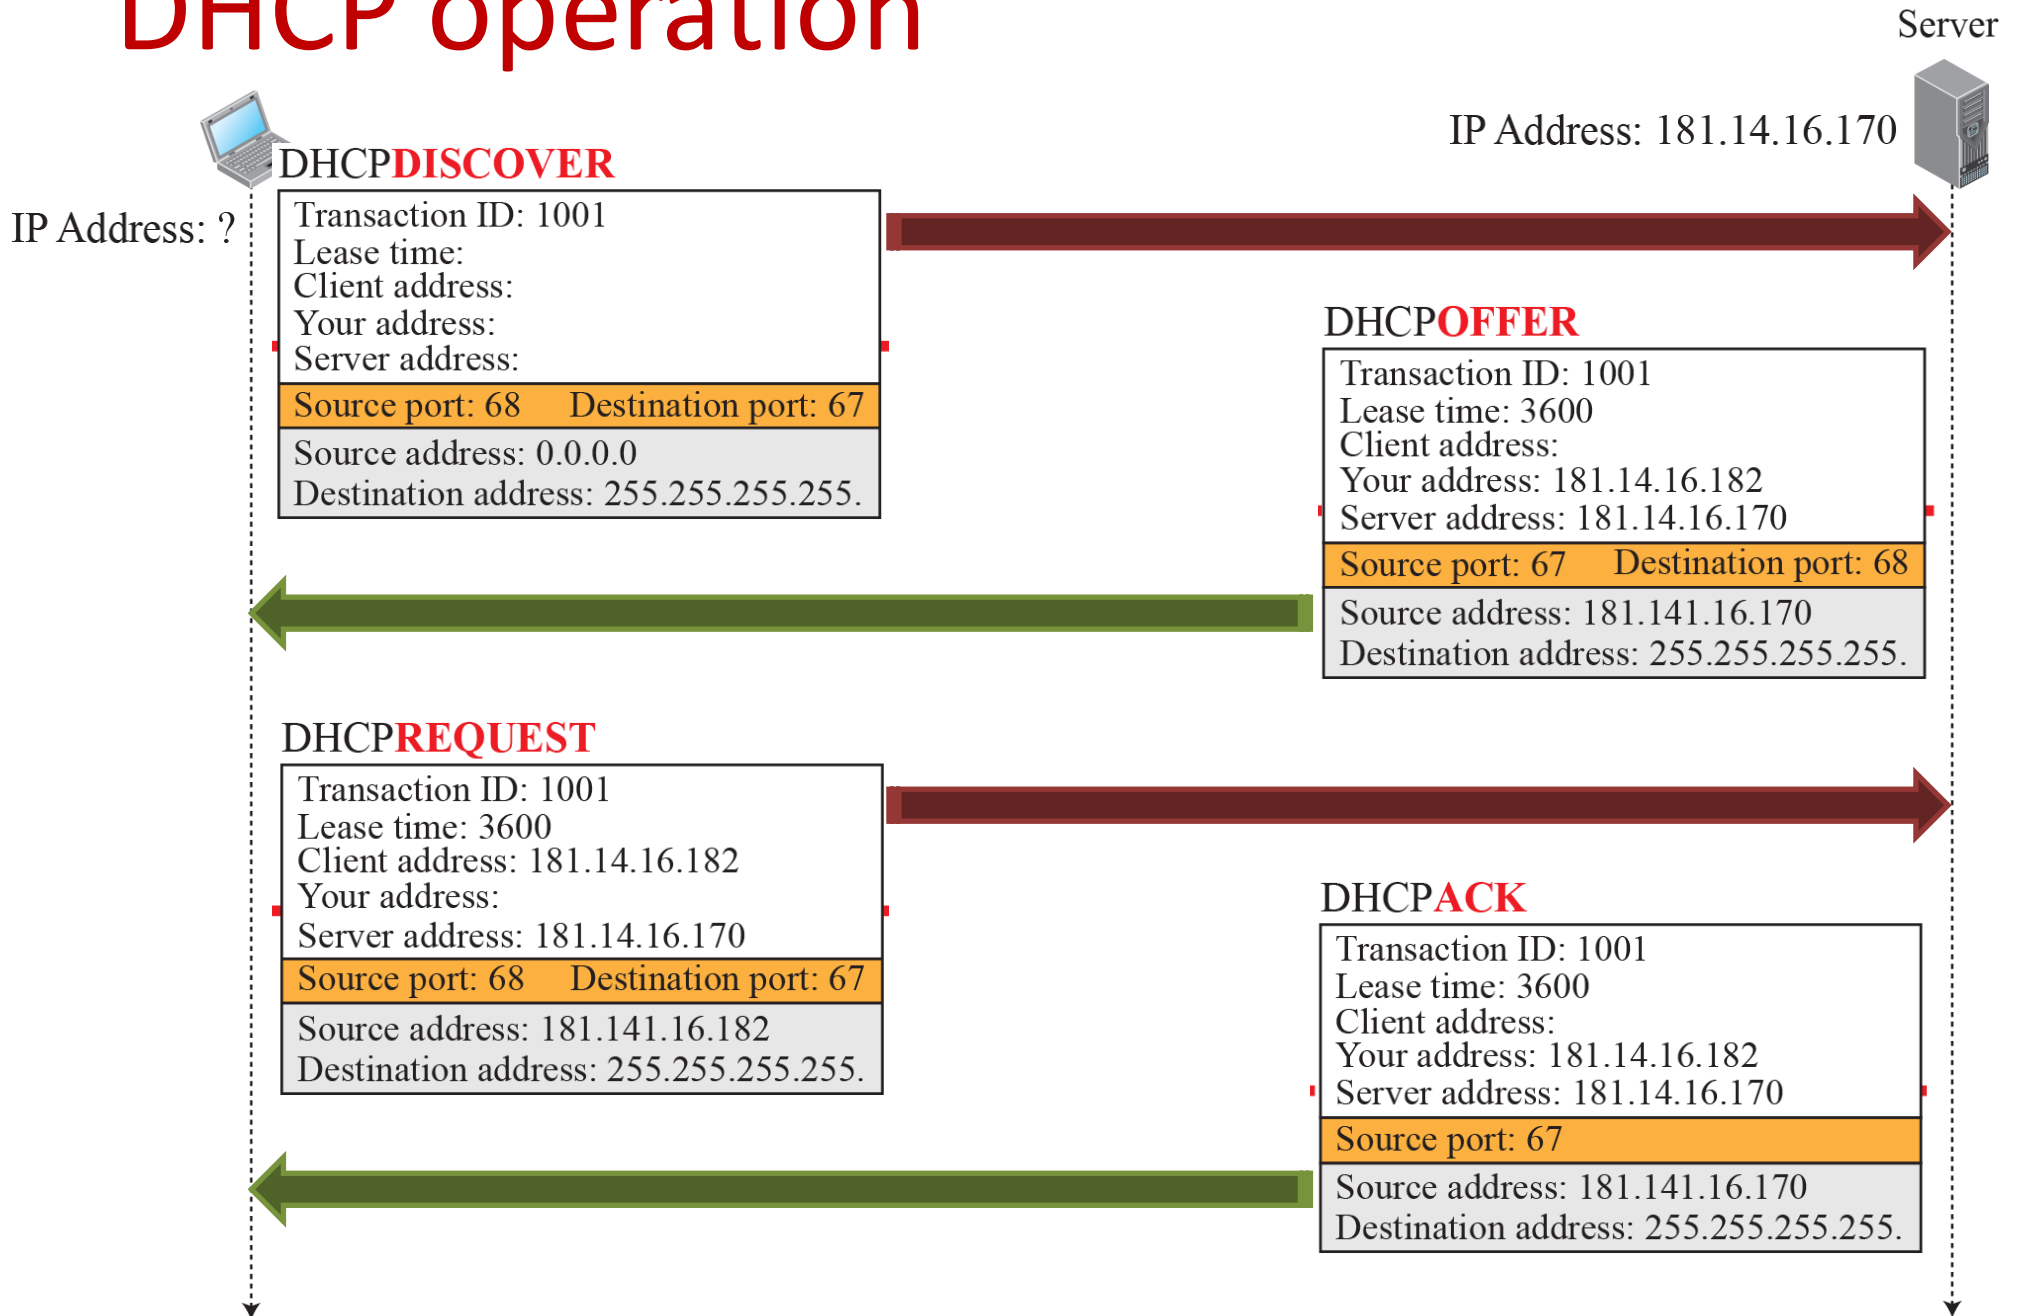 DHCP operation
Server
IP Address: 181.14.16.170
IP Address: ?
DHCPDISCOVER
Transaction ID: 1001
Lease time:
Client address:
Your address:
Server address:
Source port: 68 Destination port: 67
Source address: 0.0.0.0
Destination address: 255.255.255.255.
DHCPOFFER
Transaction ID: 1001
Lease time: 3600
Client address:
Your address: 181.14.16.182
Server address: 181.14.16.170
Source port: 67 Destination port: 68
Source address: 181.141.16.170
Destination address: 255.255.255.255.
DHCPREQUEST
Transaction ID: 1001
Lease time: 3600
Client address: 181.14.16.182
Your address:
Server address: 181.14.16.170
Source port: 68 Destination port: 67
Source address: 181.141.16.182
Destination address: 255.255.255.255.
DHCPACK
Transaction ID: 1001
Lease time: 3600
Client address:
Your address: 181.14.16.182
Server address: 181.14.16.170
Source port: 67
Source address: 181.141.16.170
Destination address: 255.255.255.255.